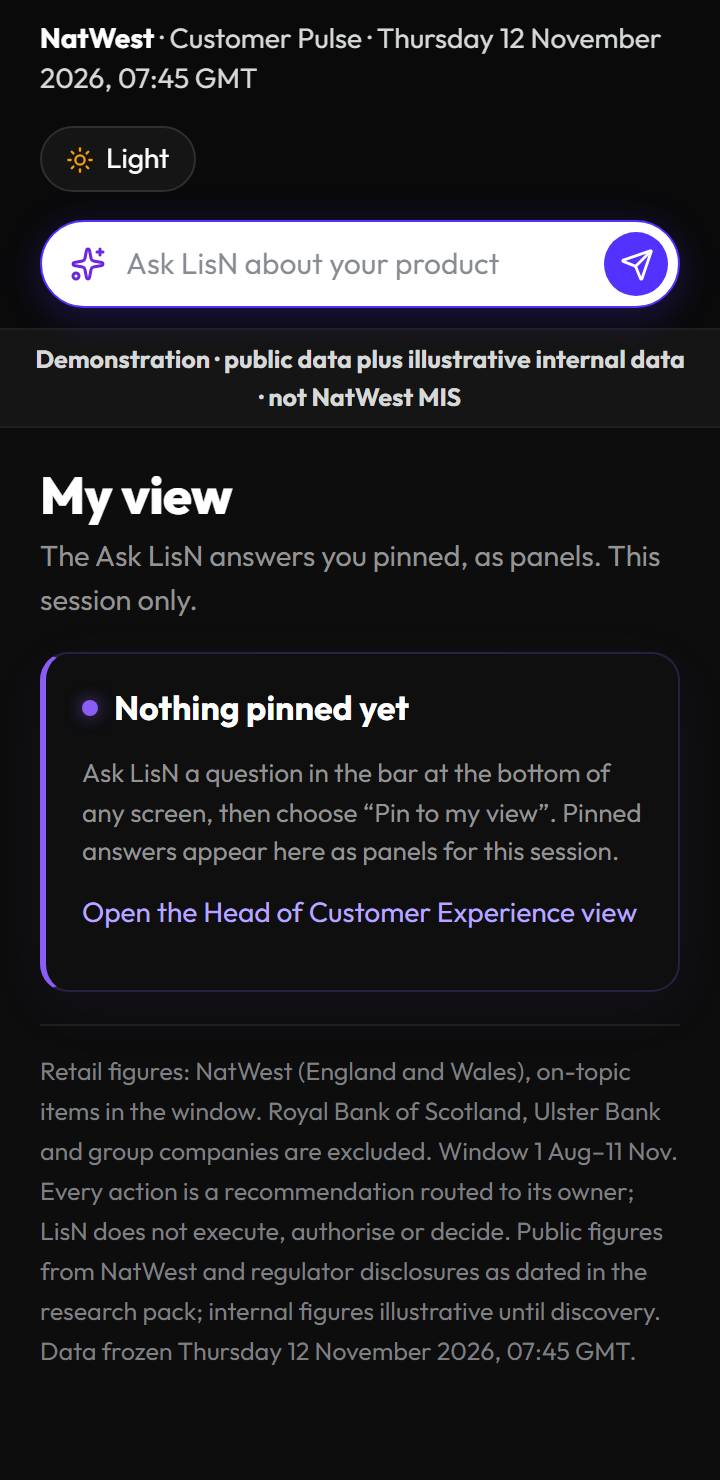 NatWest · Customer Pulse · Thursday 12 November
2026, 07:45 GMT
Light
Ask LisN about your product
Demonstration · public data plus illustrative internal data
· not NatWest MIS
My view
The Ask LisN answers you pinned, as panels. This
session only.
Nothing pinned yet
Ask LisN a question in the bar at the bottom of
any screen, then choose “Pin to my view”. Pinned
answers appear here as panels for this session.
Open the Head of Customer Experience view
Retail figures: NatWest (England and Wales), on-topic
items in the window. Royal Bank of Scotland, Ulster Bank
and group companies are excluded. Window 1 Aug–11 Nov.
Every action is a recommendation routed to its owner;
LisN does not execute, authorise or decide. Public figures
from NatWest and regulator disclosures as dated in the
research pack; internal figures illustrative until discovery.
Data frozen Thursday 12 November 2026, 07:45 GMT.